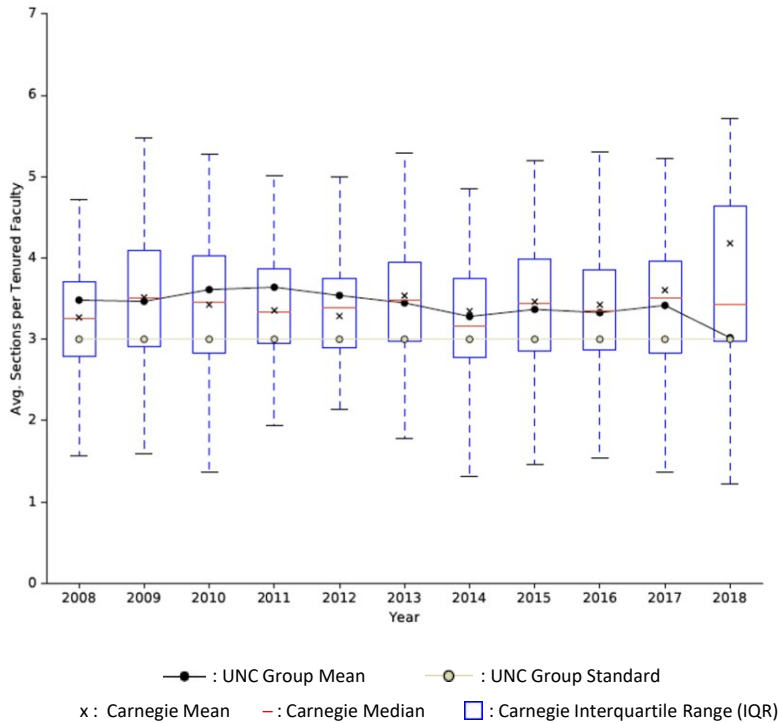 7
6
5
4
3
2
1
0
Avg. Sections per Tenured Faculty
2008 2009 2010 2011 2012 2013 2014 2015 2016 2017 2018
Year
: UNC Group Mean : UNC Group Standard
x : Carnegie Mean – : Carnegie Median : Carnegie Interquartile Range (IQR)